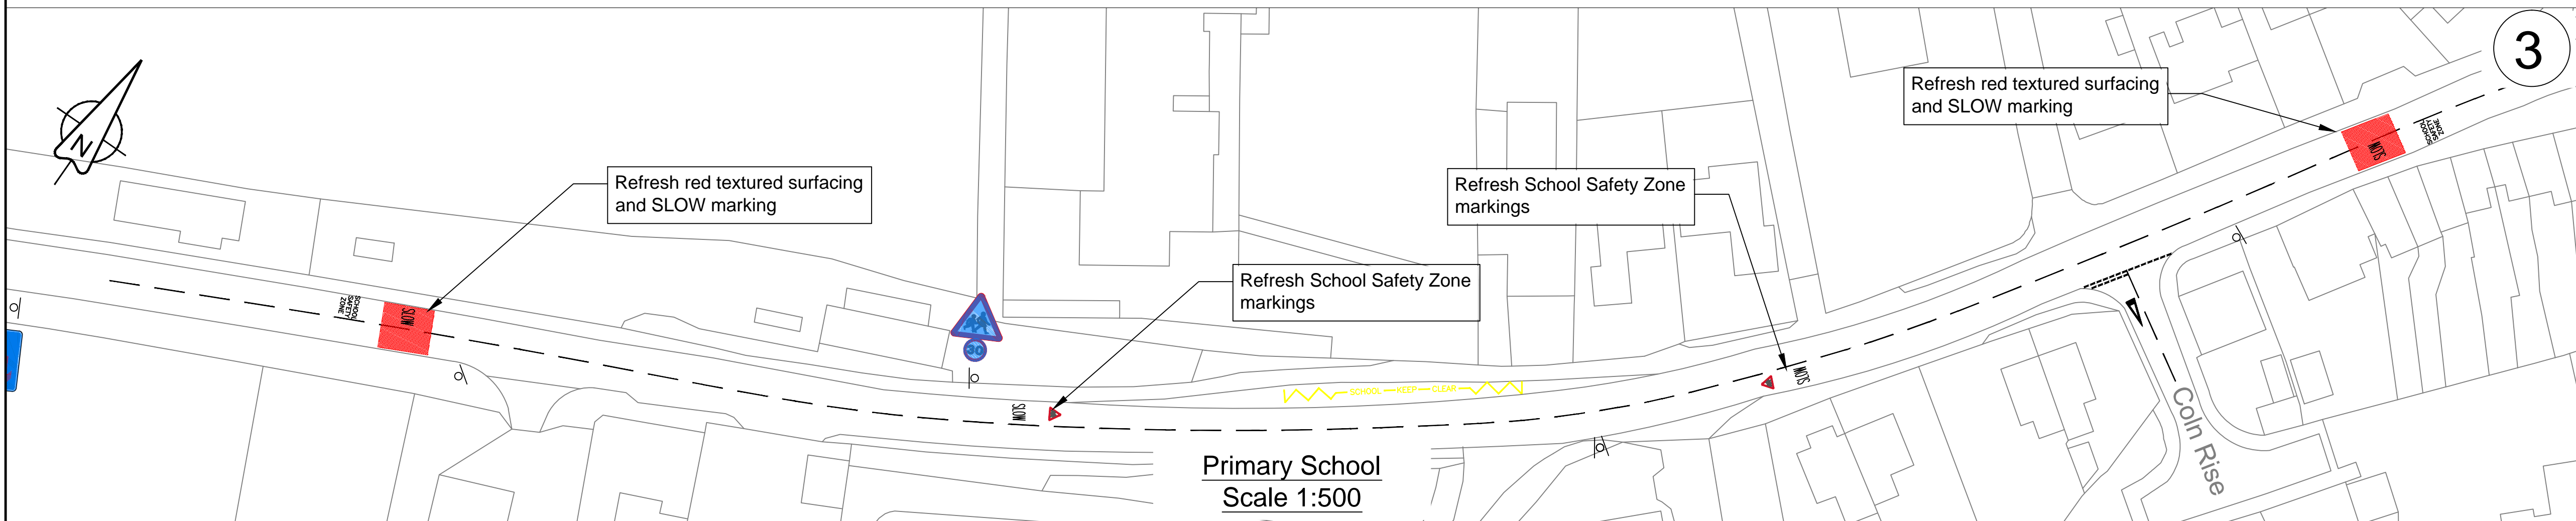 3
N
Refresh red textured surfacing
and SLOW marking
Refresh red textured surfacing
and SLOW marking
Refresh School Safety Zone
markings
Refresh School Safety Zone
markings
SCHOOL
SAFETY
ZONE
SLOW
30
SLOW
SCHOOL KEEP CLEAR
SLOW
SLOW
SCHOOL
SAFETY
ZONE
Coln Rise
Primary School
Scale 1:500